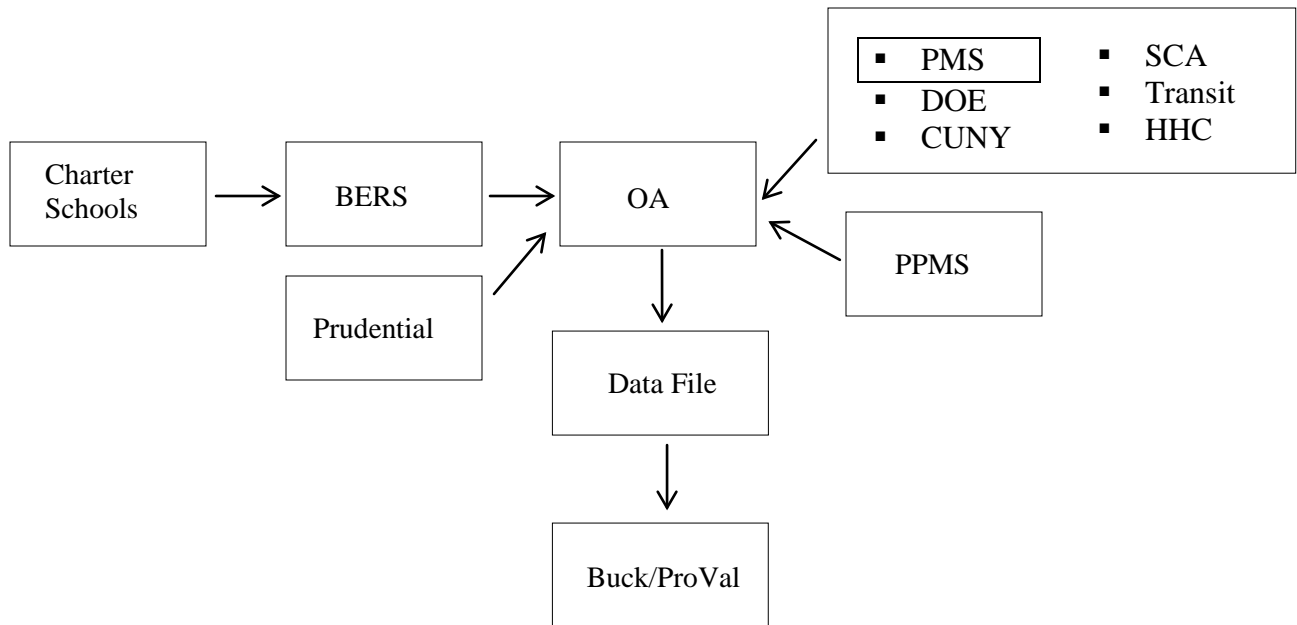 ▪ PMS
▪ DOE
▪ CUNY
▪ SCA
▪ Transit
▪ HHC
Charter
Schools
BERS
OA
PPMS
Prudential
Data File
Buck/ProVal